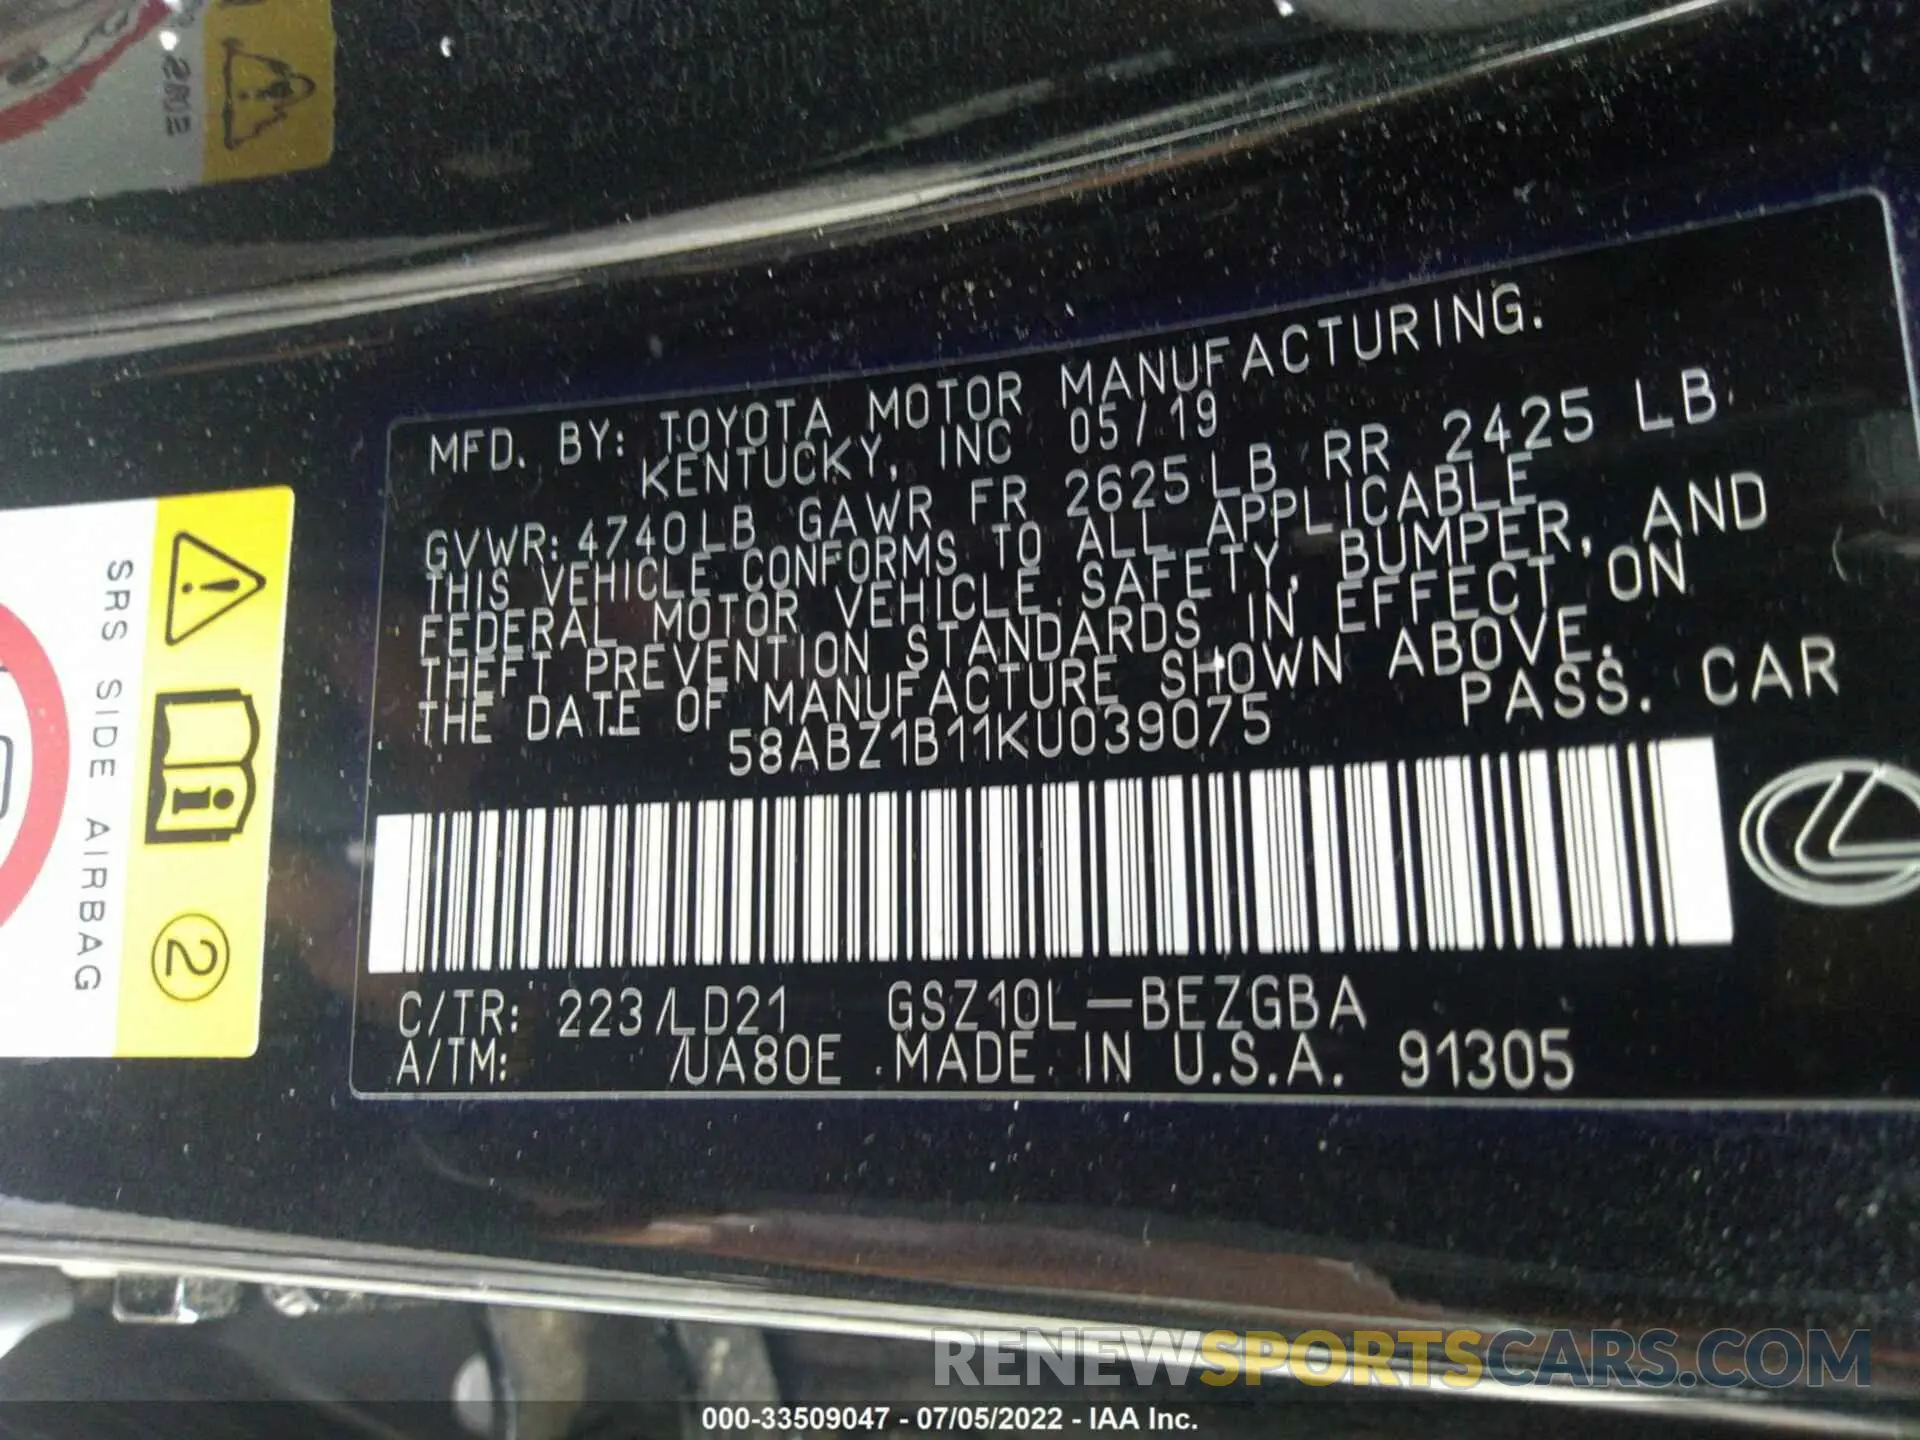 2802
MFD. BY: TOYOTA MOTOR MANUFACTURING.
KENTUCKY, INC 05/19
GVWR: 4740LB GAWR FR 2625LB RR 2425 LB
THIS VEHICLE CONFORMS TO ALL APPLICABLE
FEDERAL MOTOR VEHICLE SAFETY, BUMPER, AND
THEFT PREVENTION STANDARDS IN EFFECT ON
THE DATE OF MANUFACTURE SHOWN ABOVE.
58ABZ1B11KU039075 PASS. CAR
C/TR: 223/LD21 GSZ10L-BEZGBA
A/TM: /UA80E MADE IN U.S.A. 91305
SRS SIDE AIRBAG
2
RENEWSPORTSCARS.COM
000-33509047 - 07/05/2022 - IAA Inc.